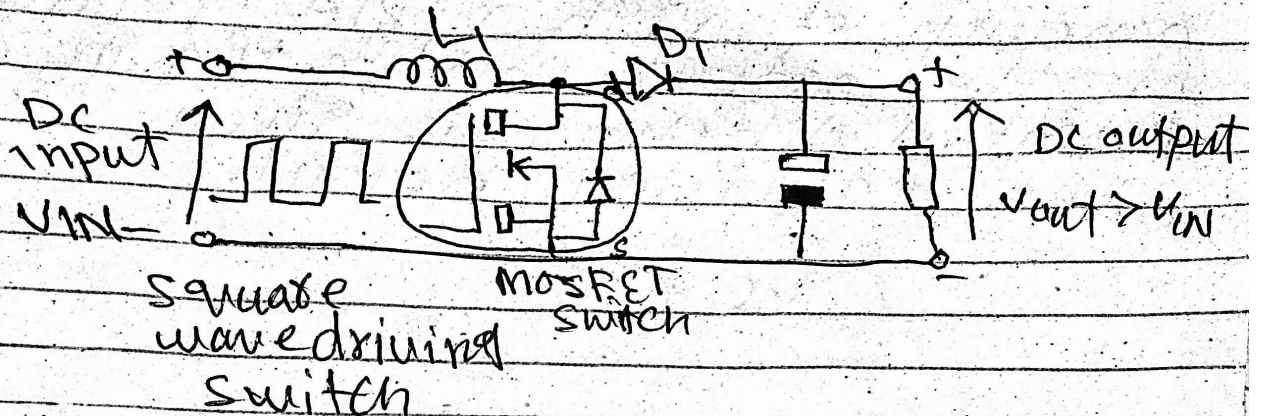 L1
D1
+
+
DC
input
VIN-
d
DC output
Vout > VIN
s
-
MOSFET
switch
square
wave driving
switch